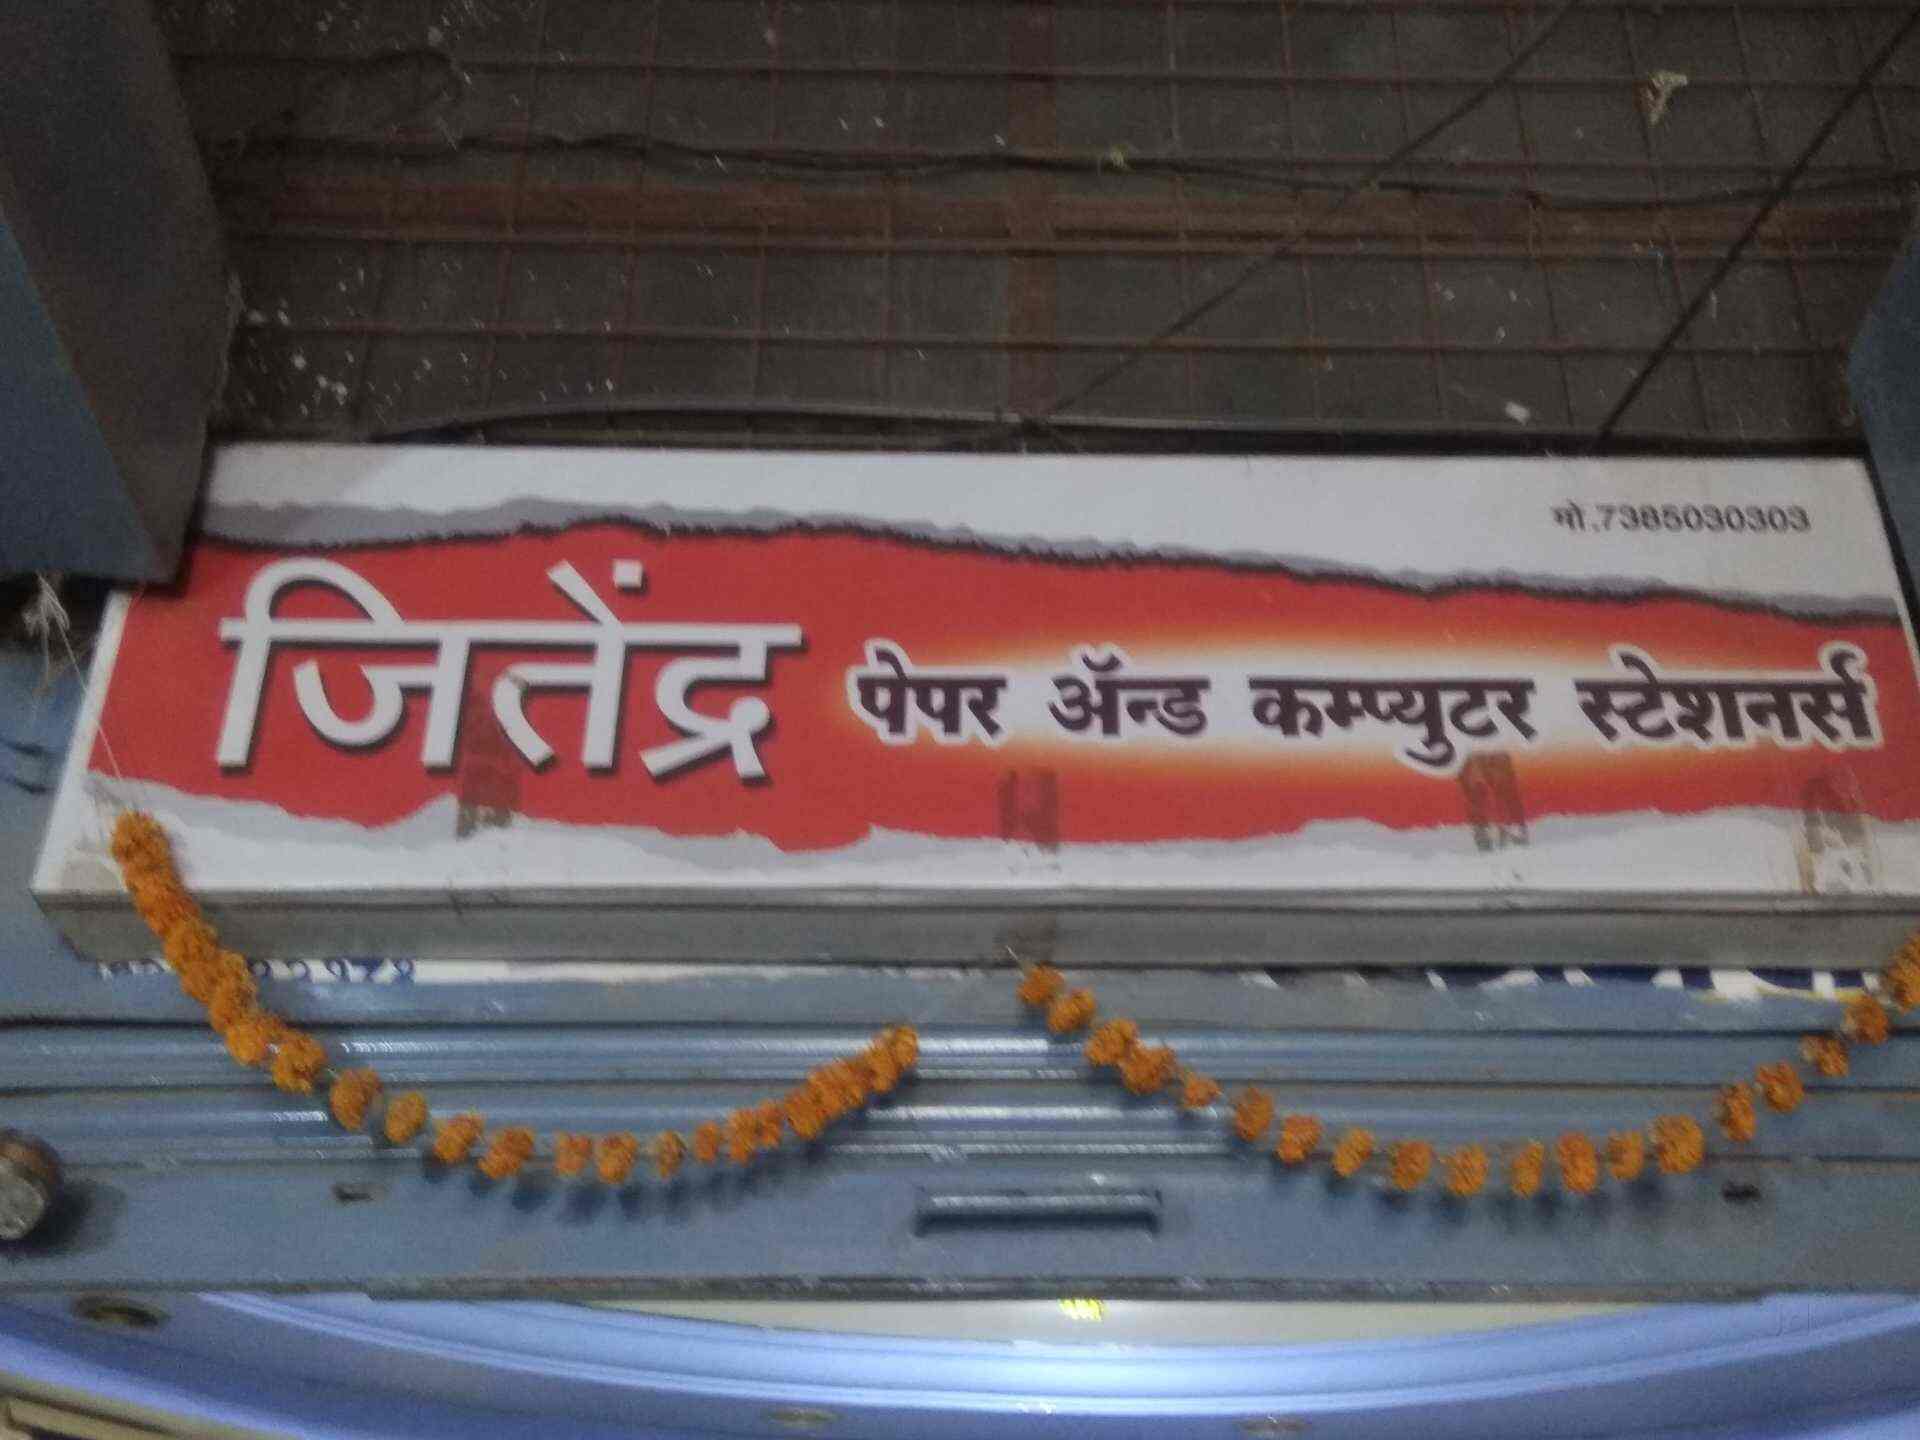 मो.7385030303
जितेंद्र पेपर ॲन्ड कम्प्युटर स्टेशनर्स